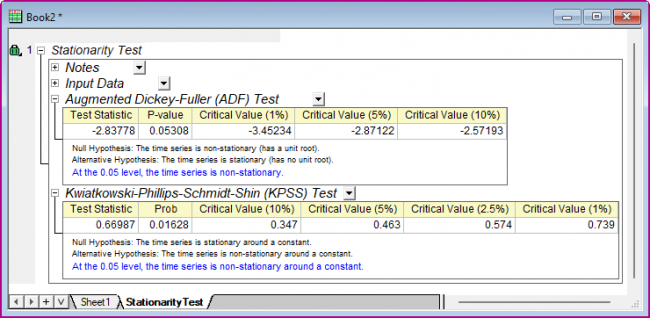 Book2 *
1 Stationarity Test
Notes
Input Data
Augmented Dickey-Fuller (ADF) Test
Test Statistic P-value Critical Value (1%) Critical Value (5%) Critical Value (10%)
-2.83778 0.05308 -3.45234 -2.87122 -2.57193
Null Hypothesis: The time series is non-stationary (has a unit root).
Alternative Hypothesis: The time series is stationary (has no unit root).
At the 0.05 level, the time series is non-stationary.
Kwiatkowski-Phillips-Schmidt-Shin (KPSS) Test
Test Statistic Prob Critical Value (10%) Critical Value (5%) Critical Value (2.5%) Critical Value (1%)
0.66987 0.01628 0.347 0.463 0.574 0.739
Null Hypothesis: The time series is stationary around a constant.
Alternative Hypothesis: The time series is non-stationary around a constant.
At the 0.05 level, the time series is non-stationary around a constant.
Sheet1 StationarityTest